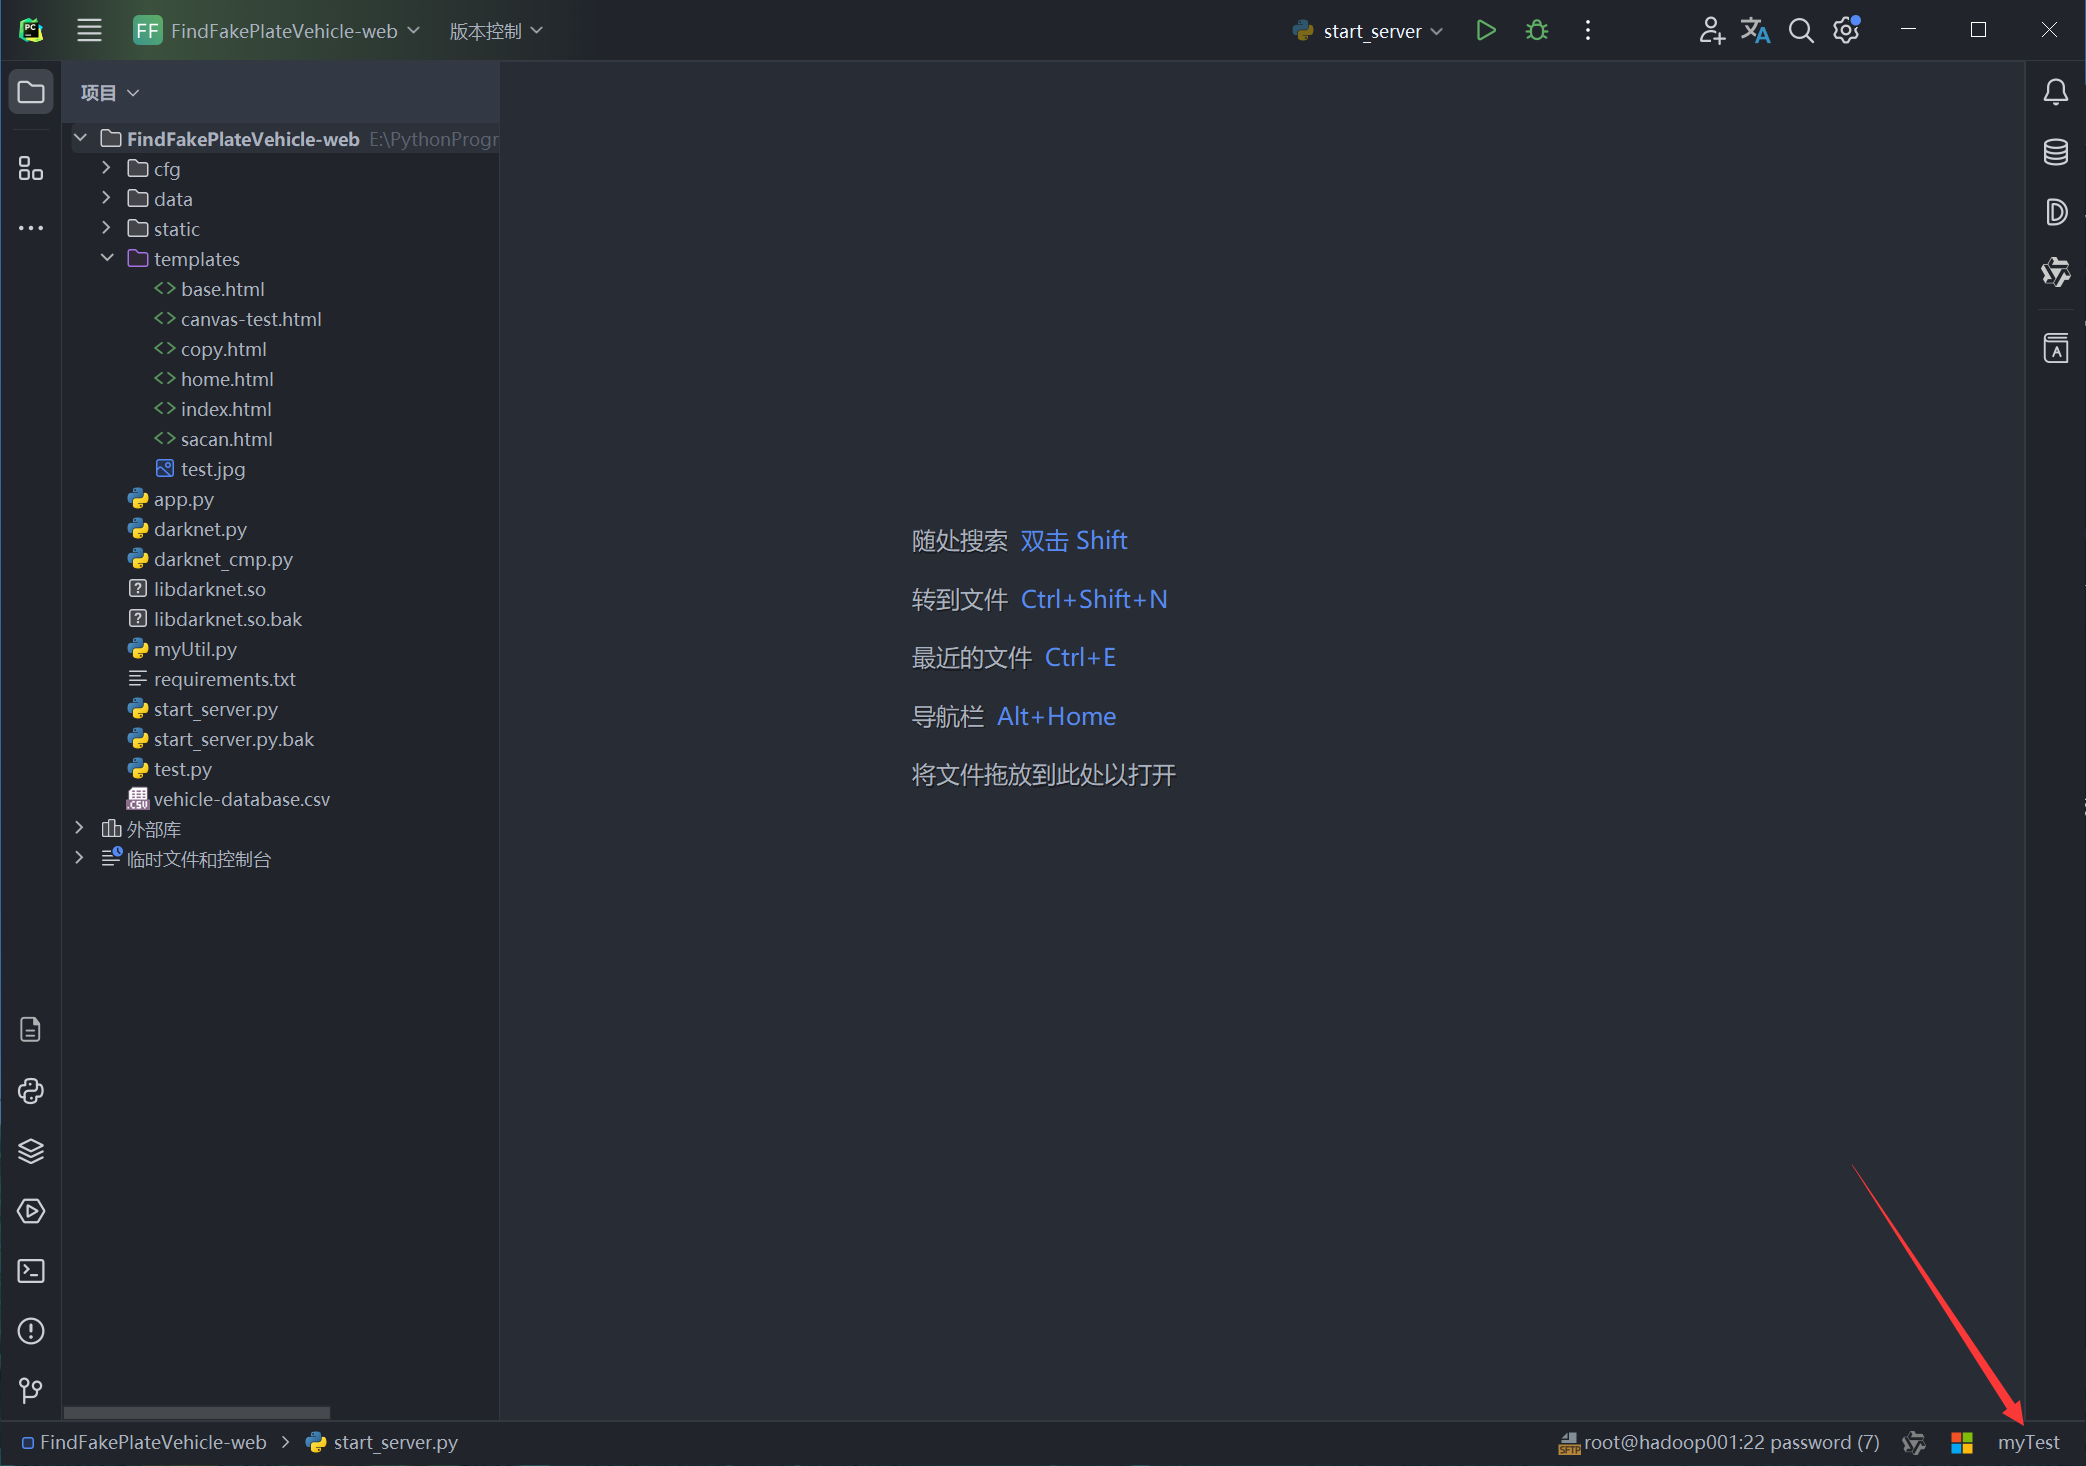 FF FindFakePlateVehicle-web 版本控制 start_server
项目
FindFakePlateVehicle-web E:\PythonProgr
cfg
data
static
templates
base.html
canvas-test.html
copy.html
home.html
index.html
sacan.html
test.jpg
app.py
darknet.py
darknet_cmp.py
libdarknet.so
libdarknet.so.bak
myUtil.py
requirements.txt
start_server.py
start_server.py.bak
test.py
vehicle-database.csv
外部库
临时文件和控制台
随处搜索 双击 Shift
转到文件 Ctrl+Shift+N
最近的文件 Ctrl+E
导航栏 Alt+Home
将文件拖放到此处以打开
FindFakePlateVehicle-web start_server.py SFTP root@hadoop001:22 password (7) myTest